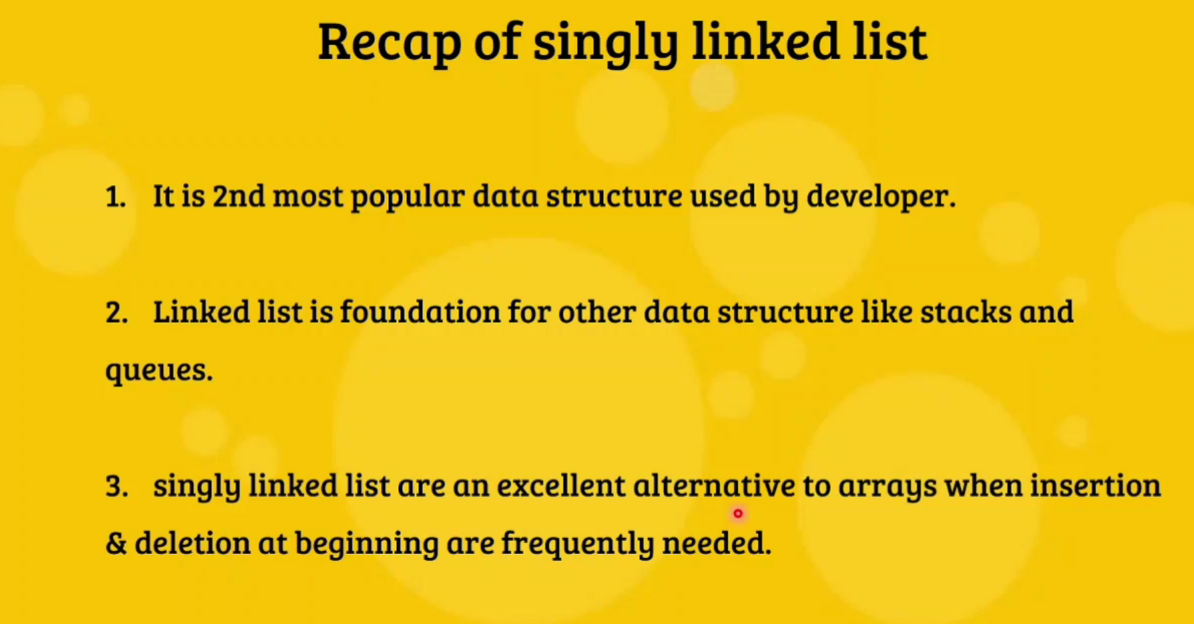 Recap of singly linked list
1. It is 2nd most popular data structure used by developer.
2. Linked list is foundation for other data structure like stacks and
queues.
3. singly linked list are an excellent alternative to arrays when insertion
& deletion at beginning are frequently needed.